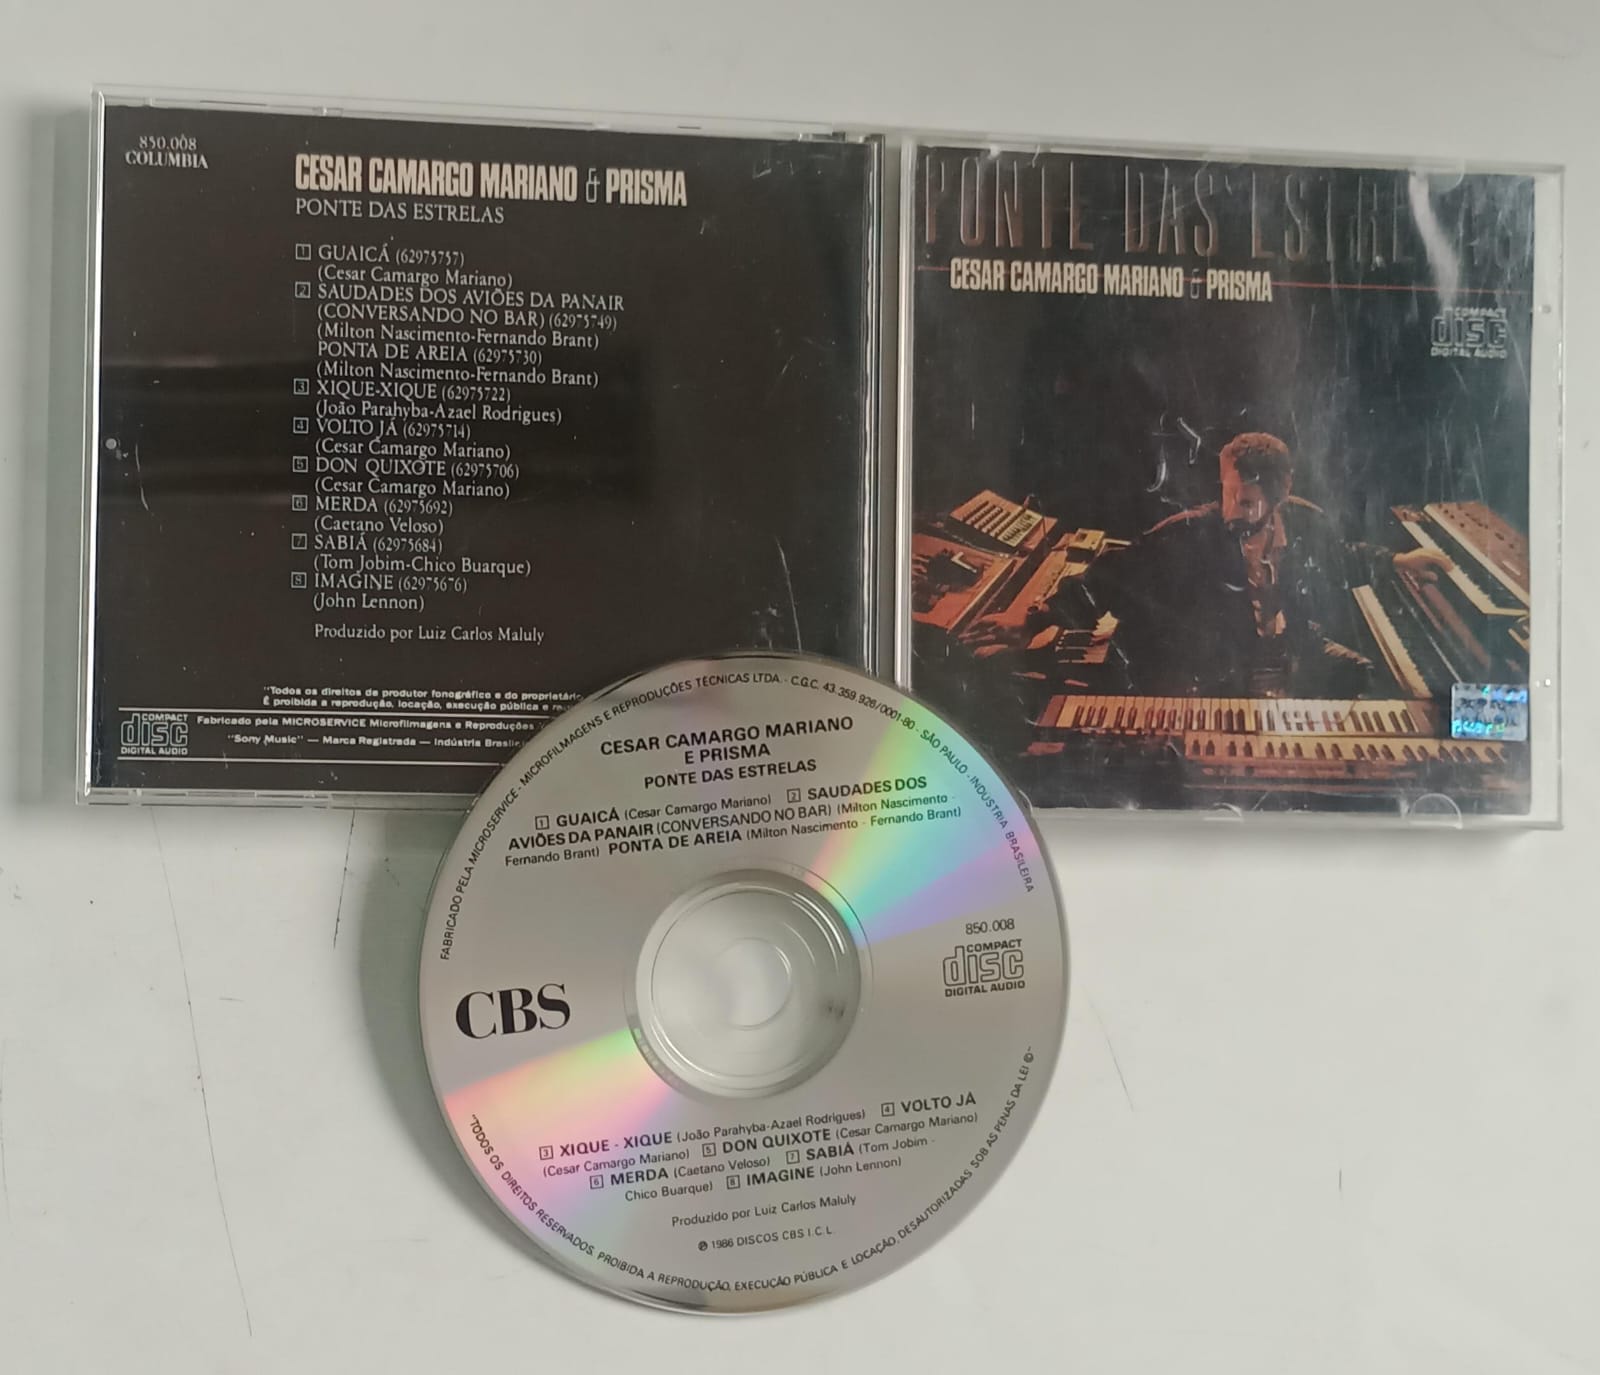 850.008
COLUMBIA
CESAR CAMARGO MARIANO & PRISMA
PONTE DAS ESTRELAS
1 GUAICÁ (62975757)
(Cesar Camargo Mariano)
2 SAUDADES DOS AVIÕES DA PANAIR
(CONVERSANDO NO BAR) (62975749)
(Milton Nascimento-Fernando Brant)
PONTA DE AREIA (62975730)
(Milton Nascimento-Fernando Brant)
3 XIQUE-XIQUE (62975722)
(João Parahyba-Azael Rodrigues)
4 VOLTO JÁ (62975714)
(Cesar Camargo Mariano)
5 DON QUIXOTE (62975706)
(Cesar Camargo Mariano)
6 MERDA (62975692)
(Caetano Veloso)
7 SABIÁ (62975684)
(Tom Jobim-Chico Buarque)
8 IMAGINE (62975676)
(John Lennon)
Produzido por Luiz Carlos Maluly
"Todos os direitos de produtor fonográfico e do proprietário
É proibida a reprodução, locação, execução pública e
COMPACT
disc
DIGITAL AUDIO
Fabricado pela MICROSERVICE Microfilmagens e Reproduções
"Sony Music" — Marca Registrada — Indústria
PONTE DAS ESTRELAS
CESAR CAMARGO MARIANO & PRISMA
COMPACT
disc
DIGITAL AUDIO
FABRICADO PELA MICROSERVICE - MICROFILMAGENS E REPRODUÇÕES TÉCNICAS LTDA. - C.G.C. 43.359.926/0001-80 - SÃO PAULO - INDÚSTRIA BRASILEIRA
CESAR CAMARGO MARIANO
E PRISMA
PONTE DAS ESTRELAS
1 GUAICÁ (Cesar Camargo Mariano) 2 SAUDADES DOS
AVIÕES DA PANAIR (CONVERSANDO NO BAR) (Milton Nascimento -
Fernando Brant) PONTA DE AREIA (Milton Nascimento - Fernando Brant)
850.008
COMPACT
disc
DIGITAL AUDIO
CBS
3 XIQUE - XIQUE (João Parahyba-Azael Rodrigues) 4 VOLTO JÁ
(Cesar Camargo Mariano) 5 DON QUIXOTE (Cesar Camargo Mariano)
6 MERDA (Caetano Veloso) 7 SABIÁ (Tom Jobim -
Chico Buarque) 8 IMAGINE (John Lennon)
Produzido por Luiz Carlos Maluly
℗ 1986 DISCOS CBS I.C.L.
"TODOS OS DIREITOS RESERVADOS. PROIBIDA A REPRODUÇÃO, EXECUÇÃO PÚBLICA E LOCAÇÃO, DESAUTORIZADAS SOB AS PENAS DA LEI ©"